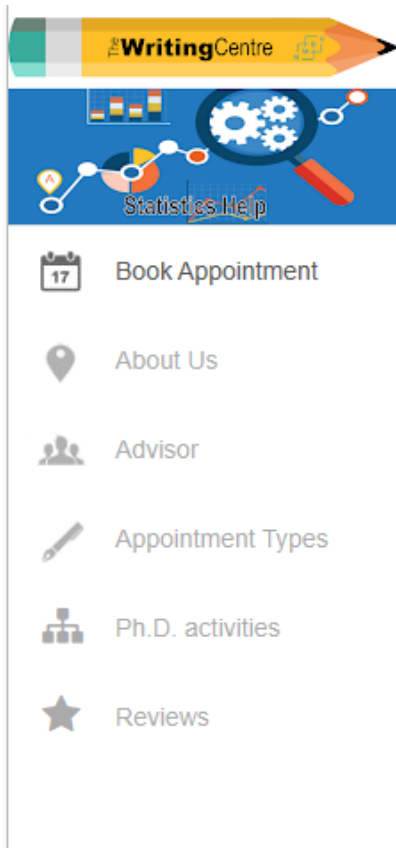 The WritingCentre
A
Statistics Help
17
Book Appointment
About Us
Advisor
Appointment Types
Ph.D. activities
Reviews